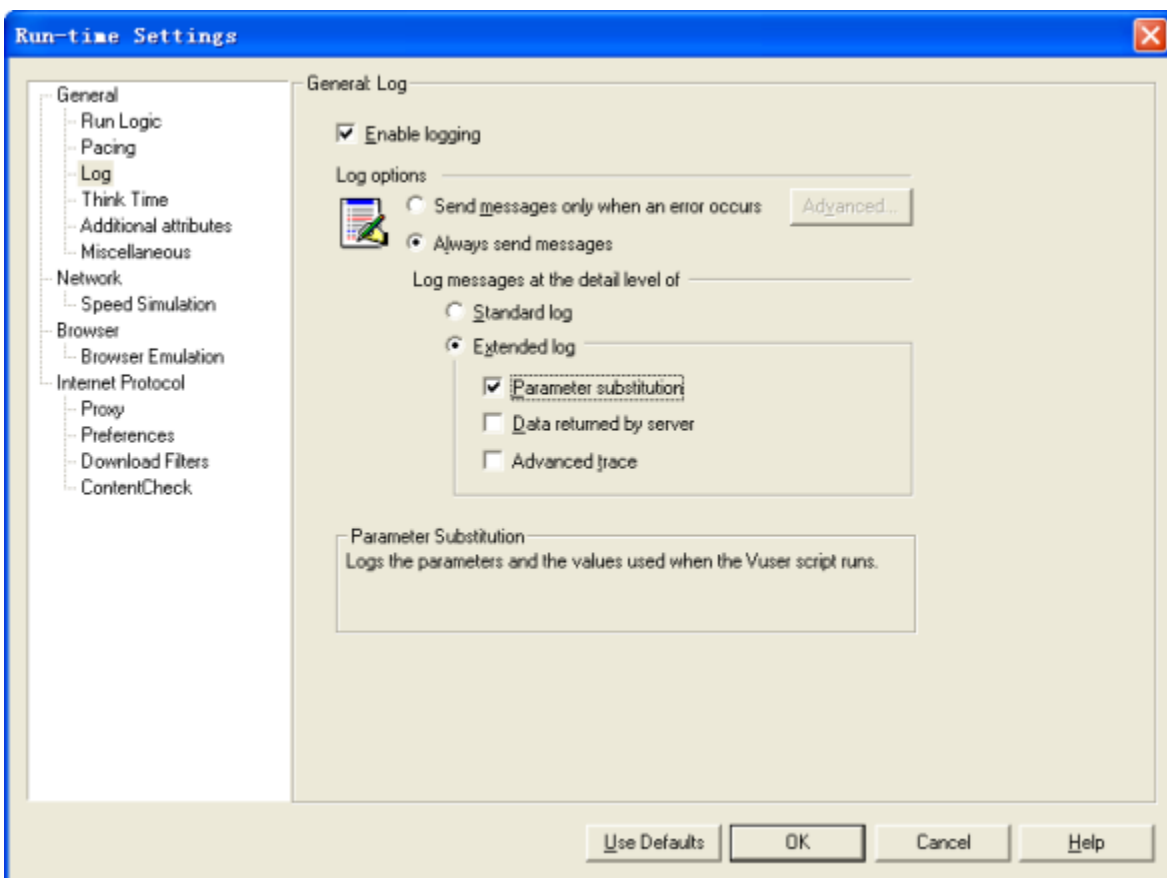 Run-time Settings
General
Run Logic
Pacing
Log
Think Time
Additional attributes
Miscellaneous
Network
Speed Simulation
Browser
Browser Emulation
Internet Protocol
Proxy
Preferences
Download Filters
ContentCheck
General: Log
Enable logging
Log options
Send messages only when an error occurs
Advanced...
Always send messages
Log messages at the detail level of
Standard log
Extended log
Parameter substitution
Data returned by server
Advanced trace
Parameter Substitution
Logs the parameters and the values used when the Vuser script runs.
Use Defaults
OK
Cancel
Help